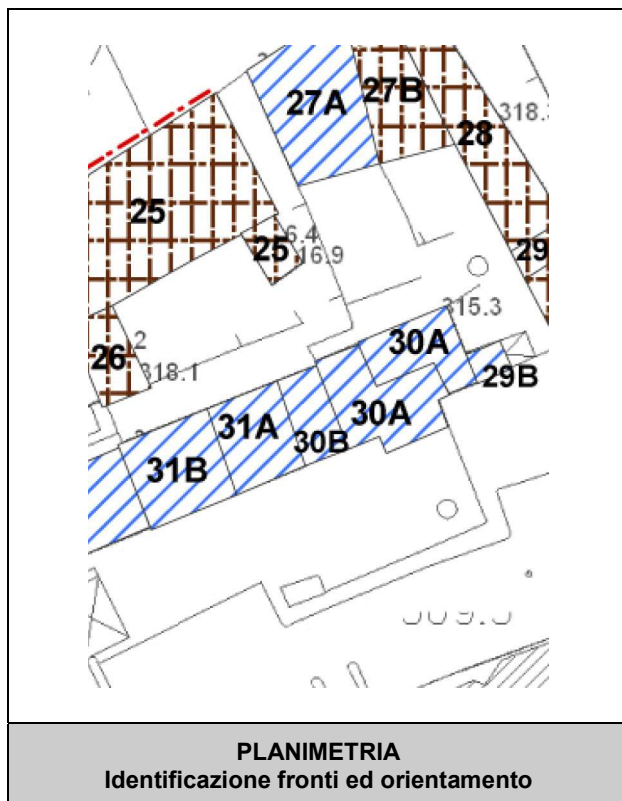 27A
27B
28
318.
25
25
6.4
16.9
29
315.3
2
26
318.1
30A
29B
31A
30A
30B
31B
PLANIMETRIA
Identificazione fronti ed orientamento